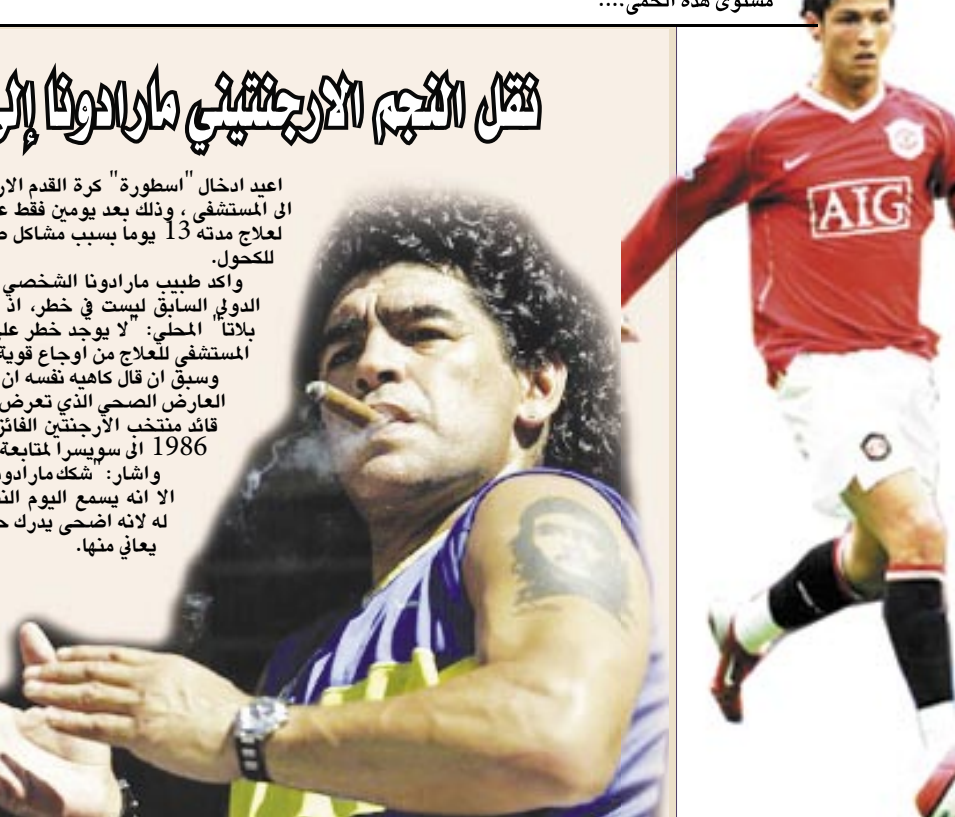 مستوى هذه الحمى....
نقل النجم الارجنتيني مارادونا إلى
اعيد ادخال "اسطورة" كرة القدم الار
الى المستشفى ، وذلك بعد يومين فقط
لعلاج مدته 13 يوما بسبب مشاكل
للكحول.
واكد طبيب مارادونا الشخصي
الدولي السابق ليست في خطر، اذ
بلاتا" المحلي: "لا يوجد خطر
المستشفى للعلاج من اوجاع قوية
وسبق ان قال كاهيه نفسه ان
العارض الصحي الذي تعرض
قائد منتخب الارجنتين الفائز
1986 الى سويسرا لمتابعة
واشار: "شكك مارادو
الا انه يسمع اليوم
له لانه اضحى يدرك
يعاني منها.
AIG